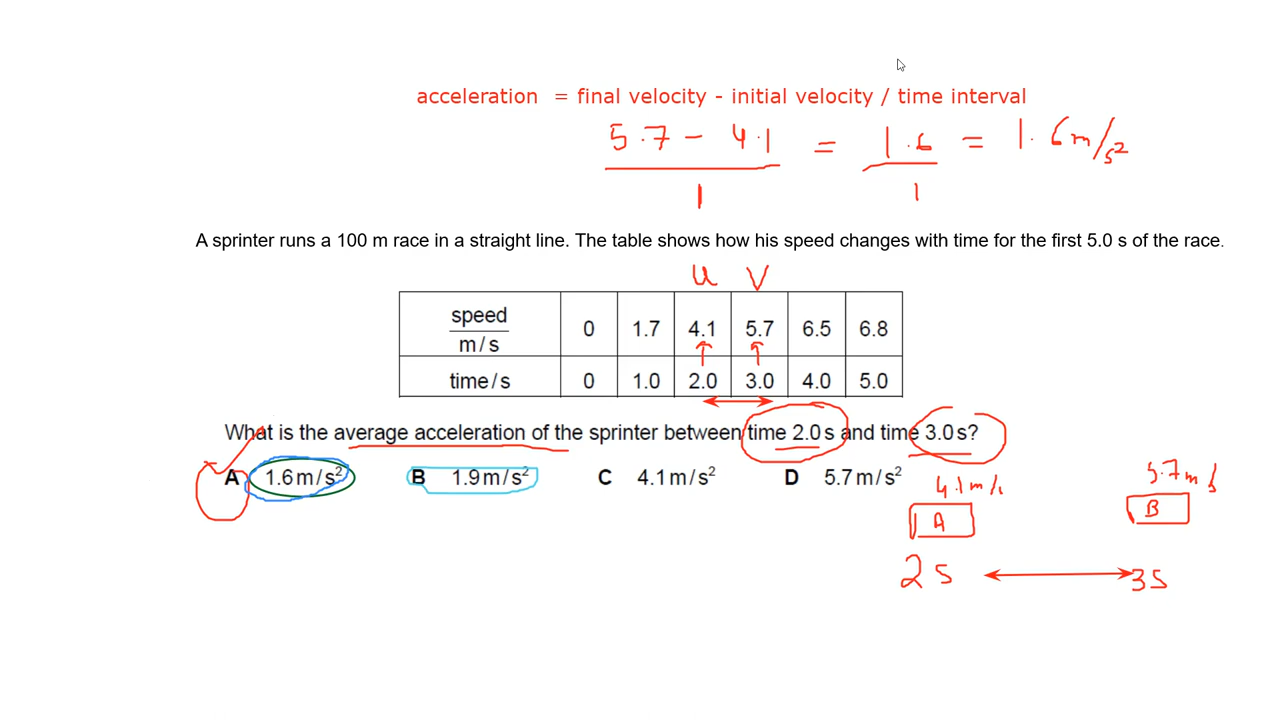 acceleration = final velocity - initial velocity / time interval
5.7 - 4.1 = 1.6 = 1.6 m/s²
1 1
A sprinter runs a 100 m race in a straight line. The table shows how his speed changes with time for the first 5.0 s of the race.
u v
speed m/s 0 1.7 4.1 5.7 6.5 6.8
time/s 0 1.0 2.0 3.0 4.0 5.0
What is the average acceleration of the sprinter between time 2.0 s and time 3.0 s?
A 1.6 m/s² B 1.9 m/s² C 4.1 m/s² D 5.7 m/s²
4.1 m/s 5.7 m/s
A B
2 s 3 s